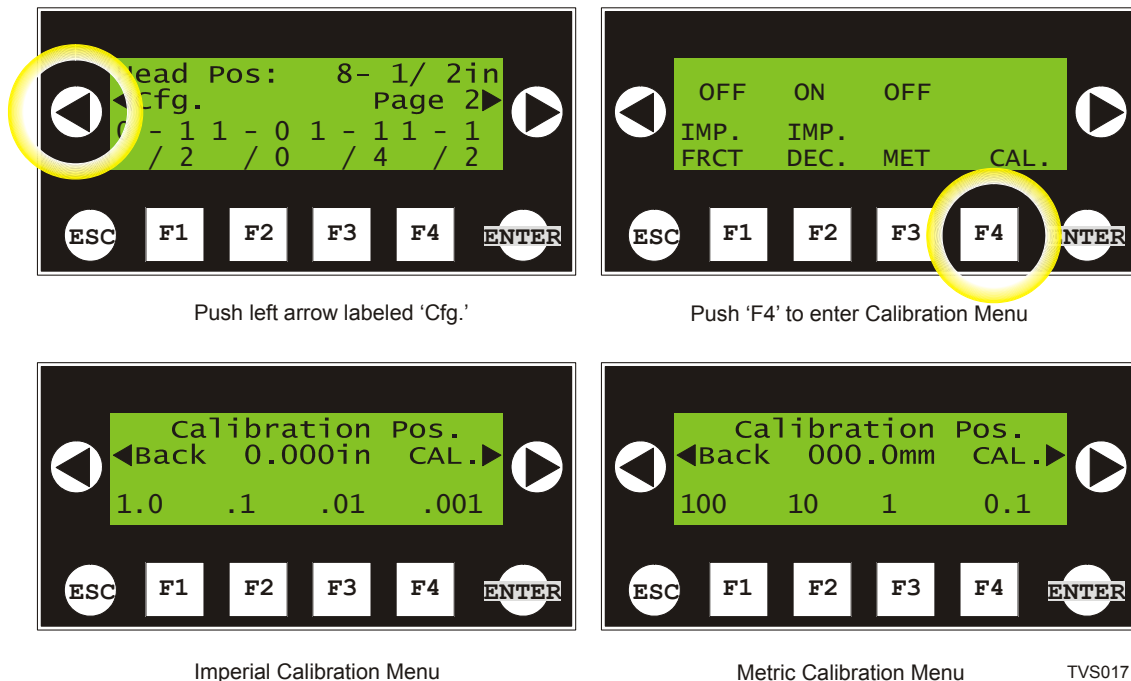 Head Pos: 8- 1/ 2in
◀Cfg. Page 2▶
0 - 1 1 - 0 1 - 1 1 - 1
/ 2 / 0 / 4 / 2
ESC F1 F2 F3 F4 ENTER
Push left arrow labeled ‘Cfg.’
OFF ON OFF
IMP. IMP.
FRCT DEC. MET CAL.
ESC F1 F2 F3 F4 ENTER
Push ‘F4’ to enter Calibration Menu
Calibration Pos.
◀Back 0.000in CAL.▶
1.0 .1 .01 .001
ESC F1 F2 F3 F4 ENTER
Imperial Calibration Menu
Calibration Pos.
◀Back 000.0mm CAL.▶
100 10 1 0.1
ESC F1 F2 F3 F4 ENTER
Metric Calibration Menu
TVS017